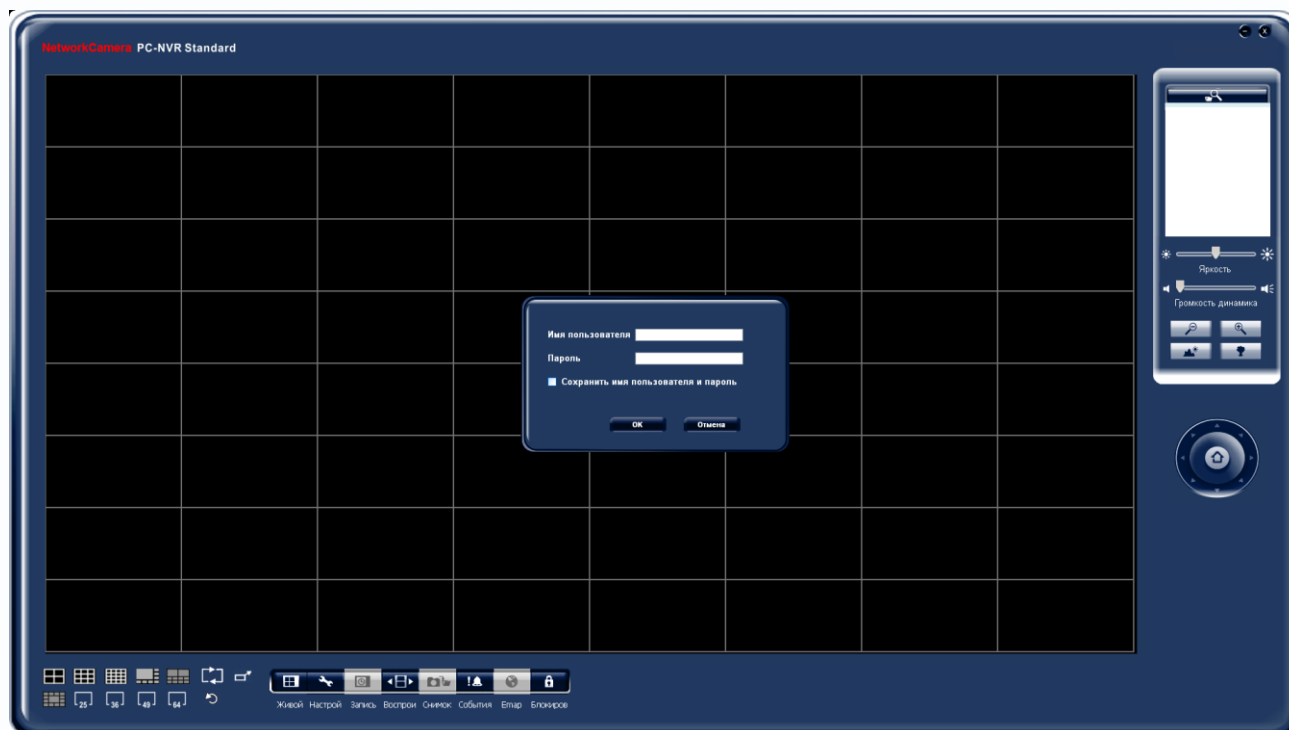 NetworkCamera PC-NVR Standard
Яркость
Громкость динамика
Имя пользователя
Пароль
Сохранить имя пользователя и пароль
OK Отмена
25 36 49 64
Живой Настрой Запись Воспрои Снимок События Emap Блокиров